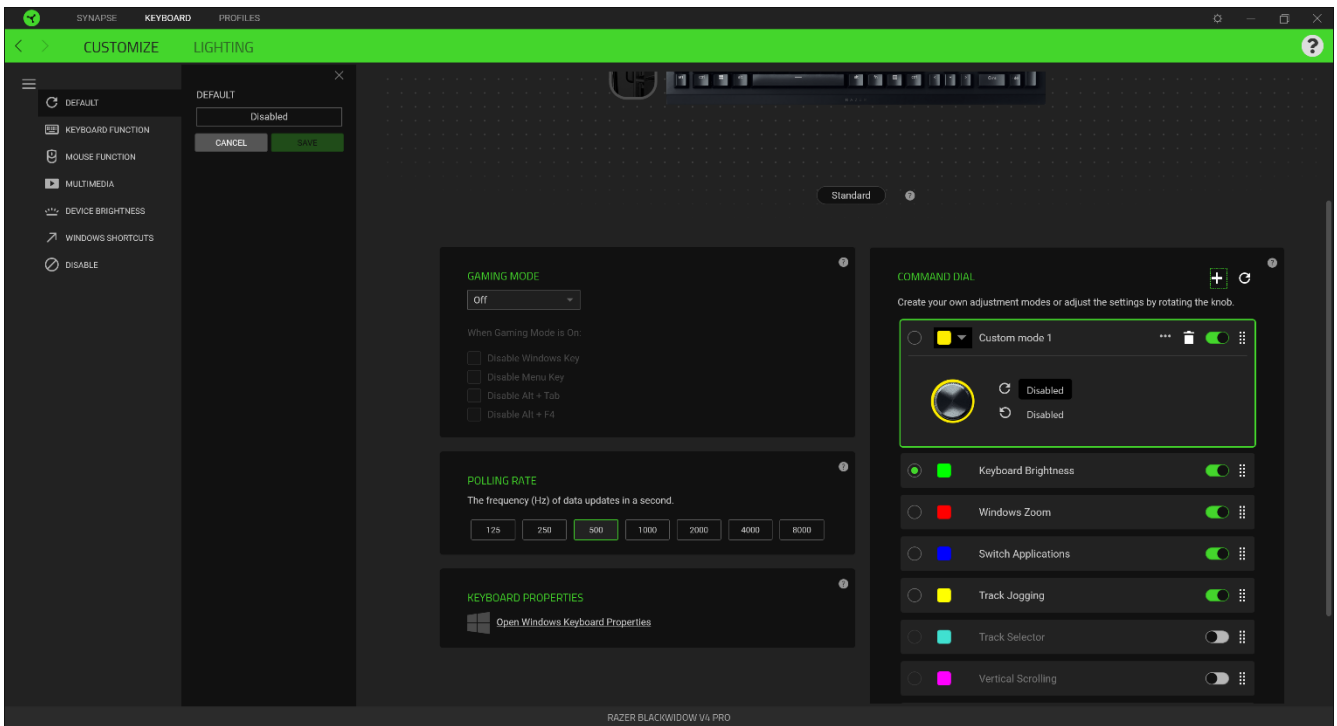 SYNAPSE KEYBOARD PROFILES
CUSTOMIZE LIGHTING
?
DEFAULT
KEYBOARD FUNCTION
MOUSE FUNCTION
MULTIMEDIA
DEVICE BRIGHTNESS
WINDOWS SHORTCUTS
DISABLE
DEFAULT
Disabled
CANCEL SAVE
Standard ?
GAMING MODE ?
Off
When Gaming Mode is On:
Disable Windows Key
Disable Menu Key
Disable Alt + Tab
Disable Alt + F4
POLLING RATE ?
The frequency (Hz) of data updates in a second.
125 250 500 1000 2000 4000 8000
KEYBOARD PROPERTIES ?
Open Windows Keyboard Properties
COMMAND DIAL ?
Create your own adjustment modes or adjust the settings by rotating the knob.
Custom mode 1
Disabled
Disabled
Keyboard Brightness
Windows Zoom
Switch Applications
Track Jogging
Track Selector
Vertical Scrolling
RAZER BLACKWIDOW V4 PRO